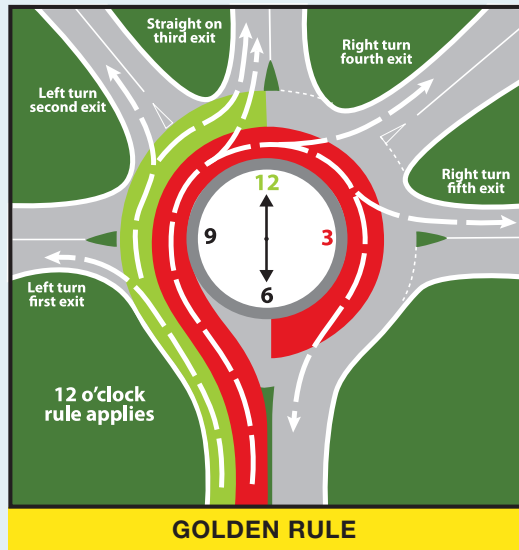 Straight on
third exit
Right turn
fourth exit
Left turn
second exit
Right turn
fifth exit
12
9
3
6
Left turn
first exit
12 o'clock
rule applies
GOLDEN RULE